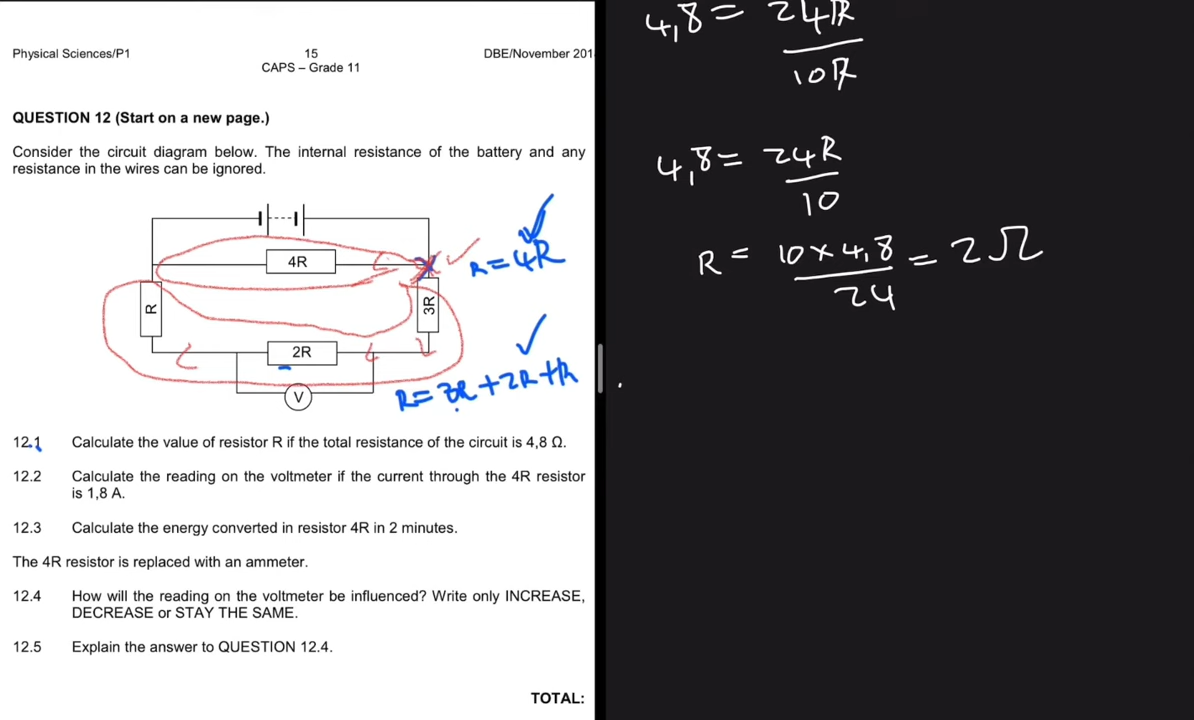 Physical Sciences/P1 15 DBE/November 201
CAPS – Grade 11
QUESTION 12 (Start on a new page.)
Consider the circuit diagram below. The internal resistance of the battery and any
resistance in the wires can be ignored.
4R
R
3R
2R
V
R = 4R
R = 3R + 2R + R
12.1 Calculate the value of resistor R if the total resistance of the circuit is 4,8 Ω.
12.2 Calculate the reading on the voltmeter if the current through the 4R resistor
is 1,8 A.
12.3 Calculate the energy converted in resistor 4R in 2 minutes.
The 4R resistor is replaced with an ammeter.
12.4 How will the reading on the voltmeter be influenced? Write only INCREASE,
DECREASE or STAY THE SAME.
12.5 Explain the answer to QUESTION 12.4.
TOTAL:
4,8 = 24R
10R
4,8 = 24R
10
R = 10 × 4,8 = 2 Ω
24